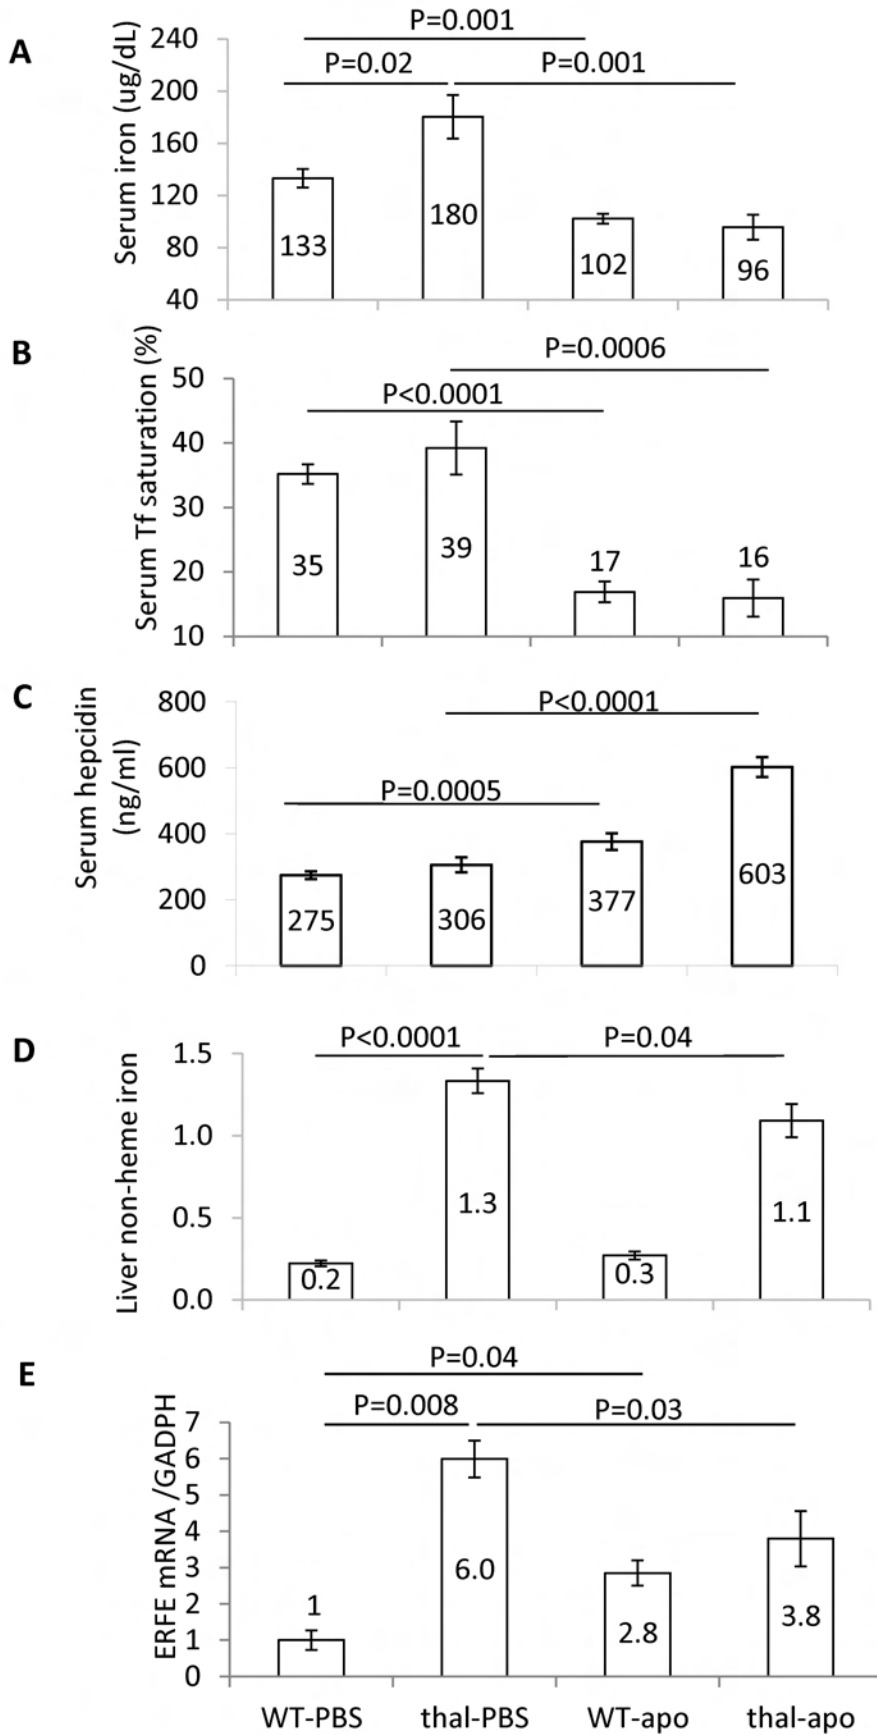 A
Serum iron (ug/dL)
P=0.001
P=0.02
P=0.001
240
200
160
120
80
40
133
180
102
96
B
Serum Tf saturation (%)
P=0.0006
P<0.0001
50
40
30
20
10
35
39
17
16
C
Serum hepcidin
(ng/ml)
P<0.0001
P=0.0005
800
600
400
200
0
275
306
377
603
D
Liver non-heme iron
P<0.0001
P=0.04
1.5
1.0
0.5
0.0
0.2
1.3
0.3
1.1
E
ERFE mRNA /GADPH
P=0.04
P=0.008
P=0.03
7
6
5
4
3
2
1
0
1
6.0
2.8
3.8
WT-PBS
thal-PBS
WT-apo
thal-apo